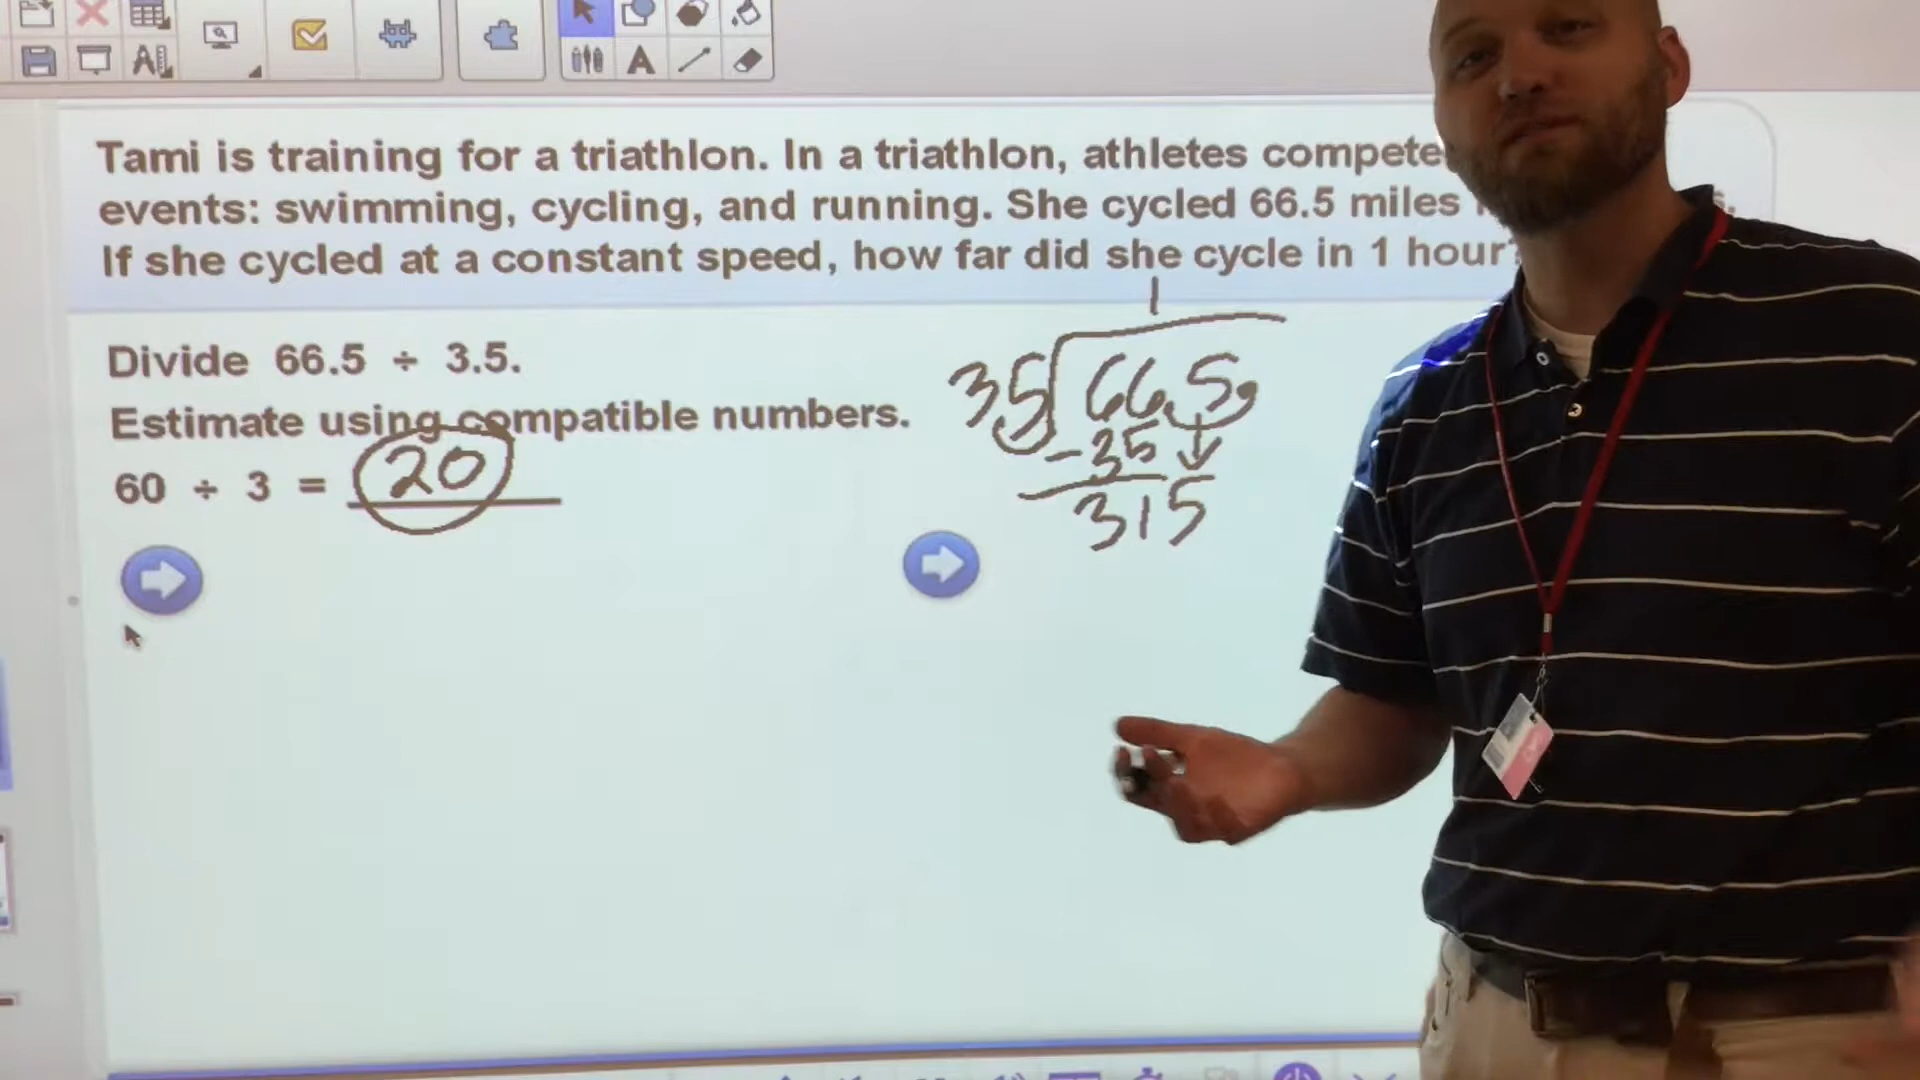 Tami is training for a triathlon. In a triathlon, athletes compete
events: swimming, cycling, and running. She cycled 66.5 miles
If she cycled at a constant speed, how far did she cycle in 1 hour?
1
Divide 66.5 ÷ 3.5.
35 66.5.
Estimate using compatible numbers.
-35
60 ÷ 3 = 20
315